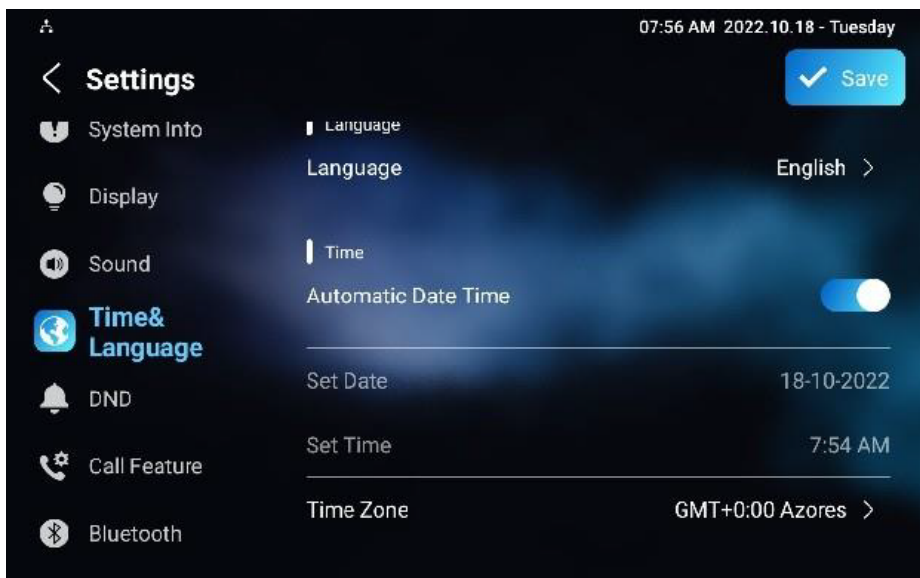 07:56 AM 2022.10.18 - Tuesday
Settings
Save
System Info
Display
Sound
Time&
Language
DND
Call Feature
Bluetooth
Language
Language
English
Time
Automatic Date Time
Set Date
18-10-2022
Set Time
7:54 AM
Time Zone
GMT+0:00 Azores